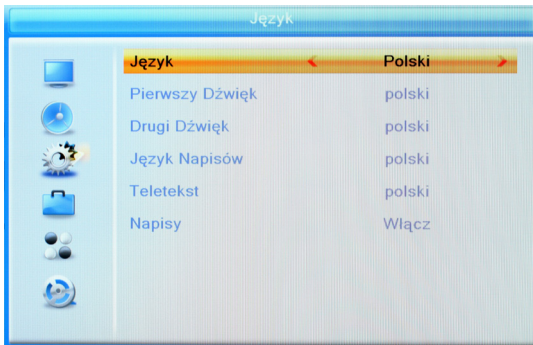 Język
Język Polski
Pierwszy Dźwięk polski
Drugi Dźwięk polski
Język Napisów polski
Teletekst polski
Napisy Włącz